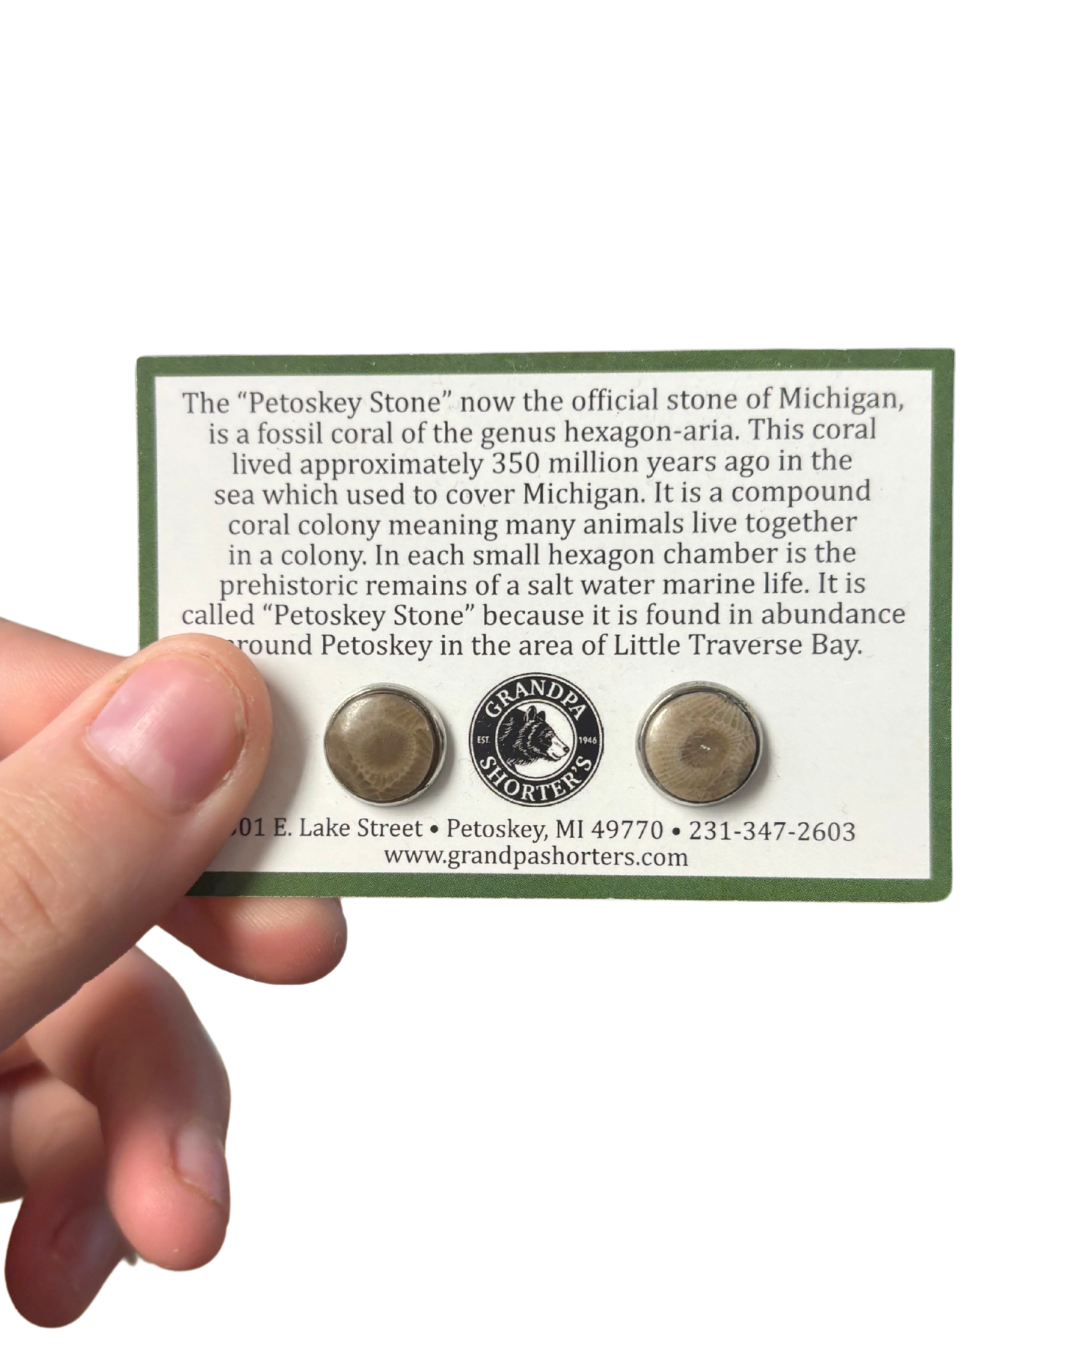 The “Petoskey Stone” now the official stone of Michigan,
is a fossil coral of the genus hexagon-aria. This coral
lived approximately 350 million years ago in the
sea which used to cover Michigan. It is a compound
coral colony meaning many animals live together
in a colony. In each small hexagon chamber is the
prehistoric remains of a salt water marine life. It is
called “Petoskey Stone” because it is found in abundance
Petoskey in the area of Little Traverse Bay.
GRANDPA
EST. 1946
SHORTER'S
E. Lake Street • Petoskey, MI 49770 • 231-347-2603
www.grandpashorters.com